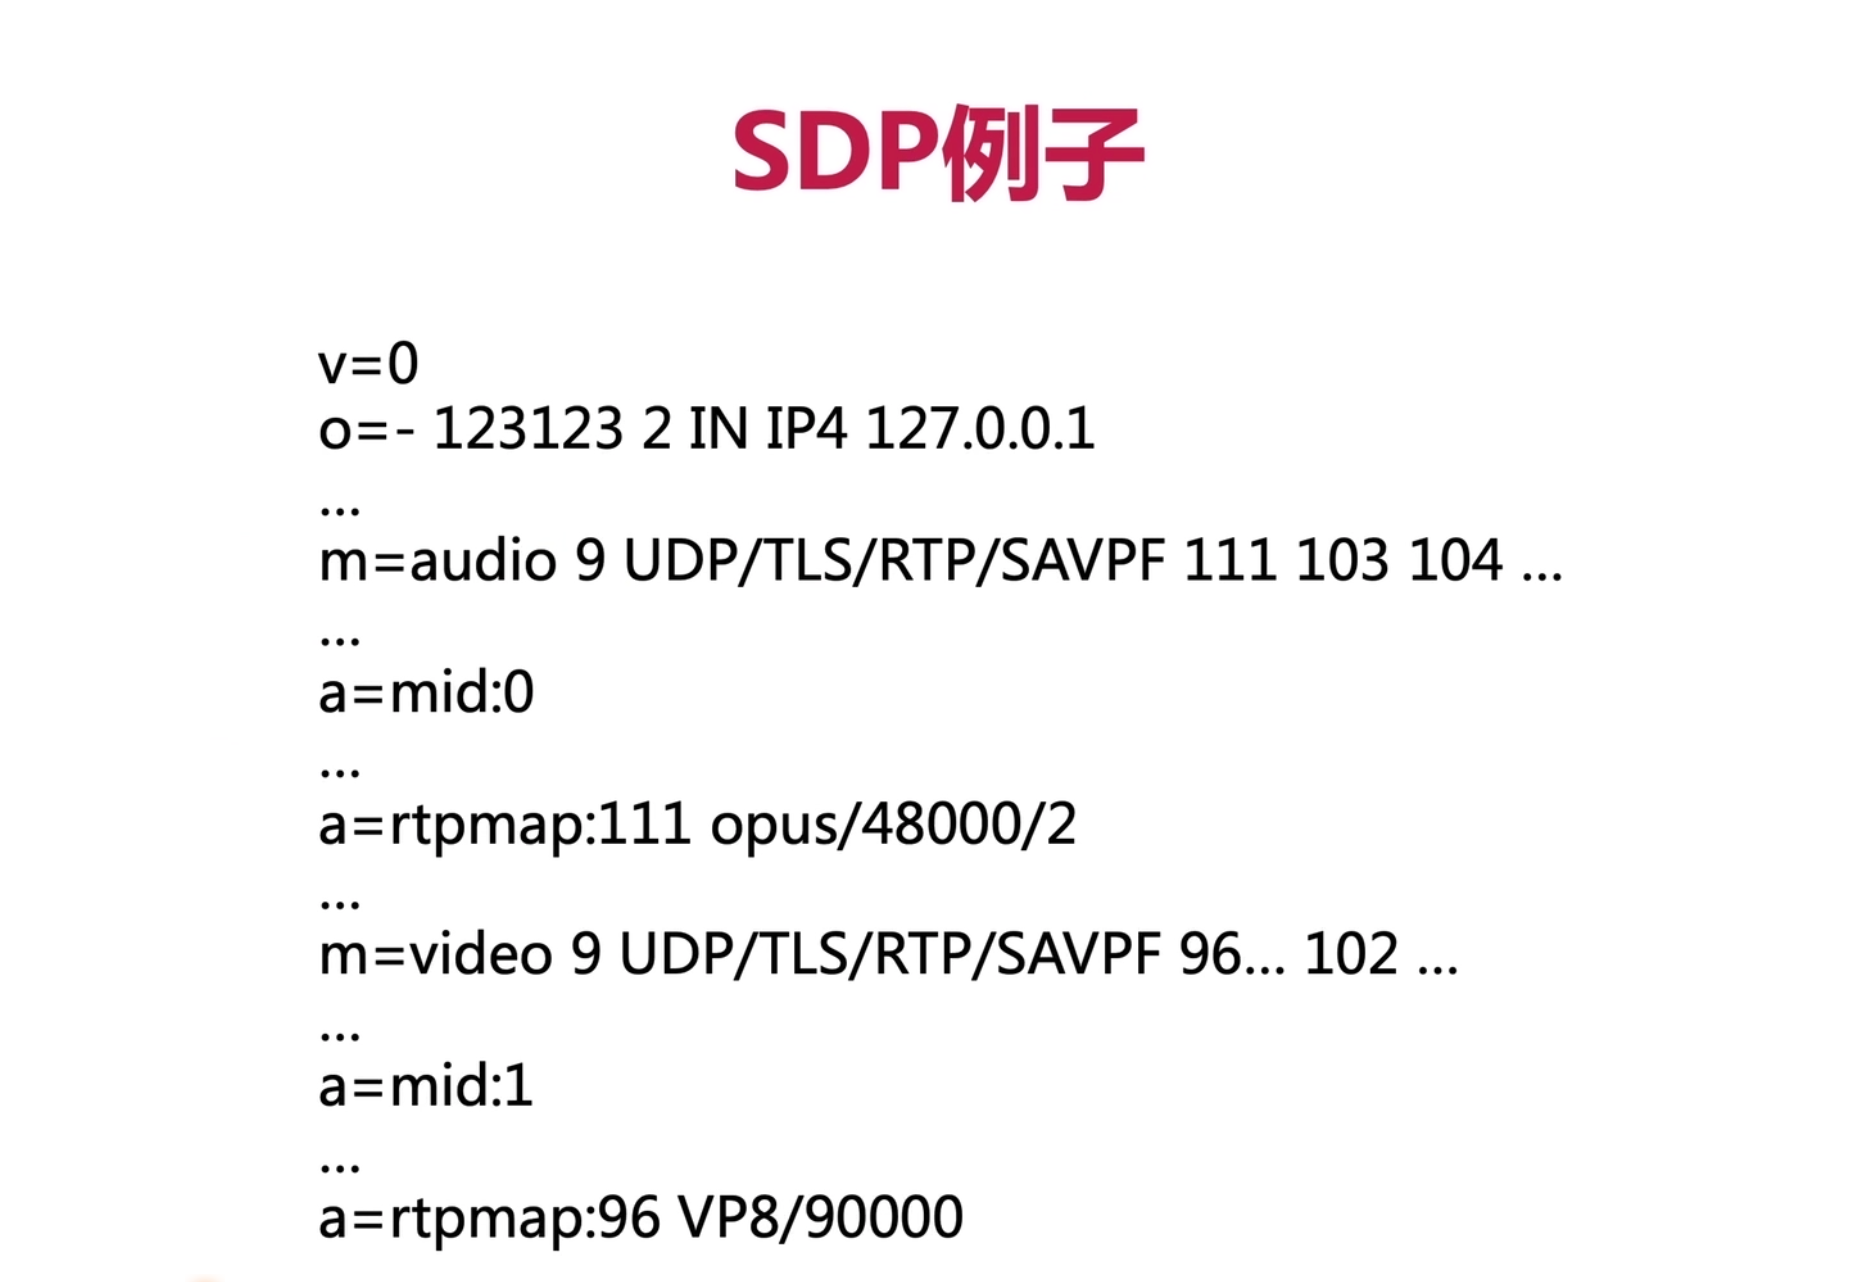 SDP例子
v=0
o=- 123123 2 IN IP4 127.0.0.1
...
m=audio 9 UDP/TLS/RTP/SAVPF 111 103 104 ...
...
a=mid:0
...
a=rtpmap:111 opus/48000/2
...
m=video 9 UDP/TLS/RTP/SAVPF 96... 102 ...
...
a=mid:1
...
a=rtpmap:96 VP8/90000